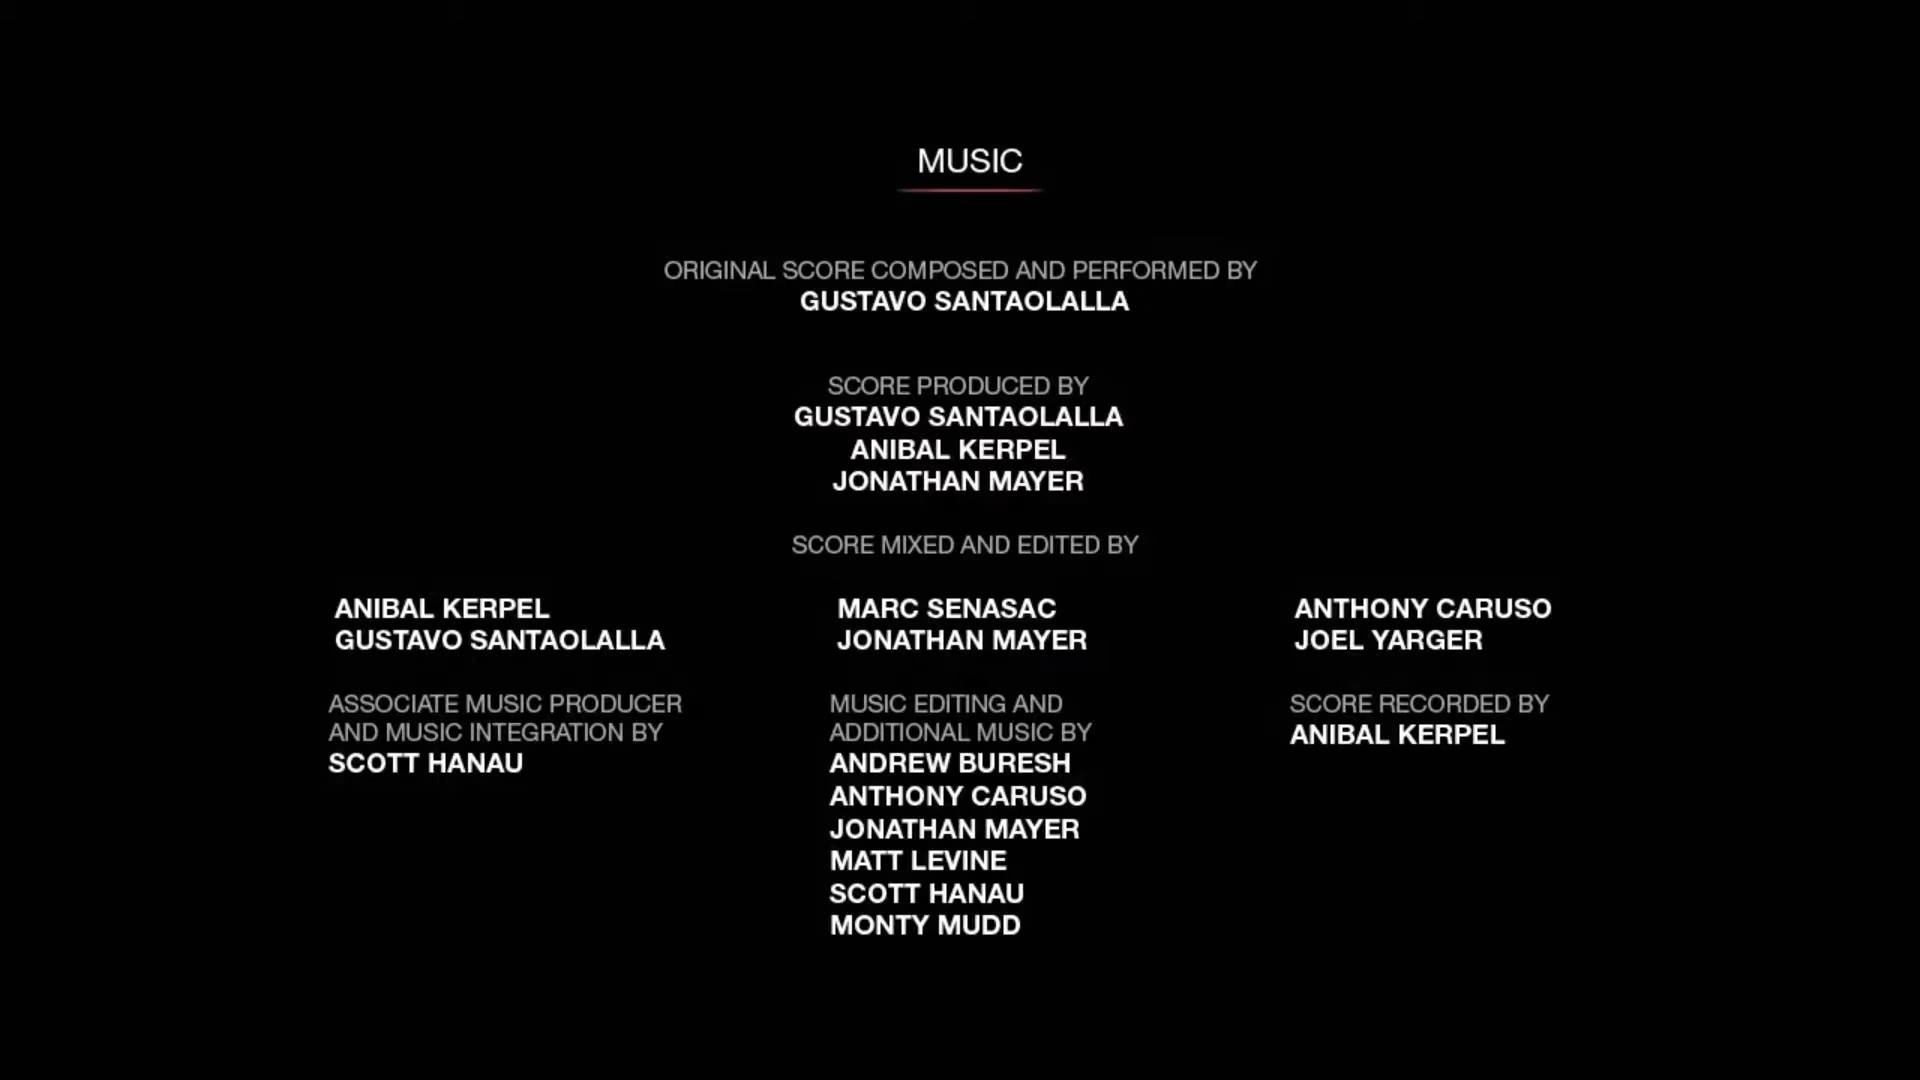 MUSIC
ORIGINAL SCORE COMPOSED AND PERFORMED BY
GUSTAVO SANTAOLALLA
SCORE PRODUCED BY
GUSTAVO SANTAOLALLA
ANIBAL KERPEL
JONATHAN MAYER
SCORE MIXED AND EDITED BY
ANIBAL KERPEL
GUSTAVO SANTAOLALLA
MARC SENASAC
JONATHAN MAYER
ANTHONY CARUSO
JOEL YARGER
ASSOCIATE MUSIC PRODUCER
AND MUSIC INTEGRATION BY
SCOTT HANAU
MUSIC EDITING AND
ADDITIONAL MUSIC BY
ANDREW BURESH
ANTHONY CARUSO
JONATHAN MAYER
MATT LEVINE
SCOTT HANAU
MONTY MUDD
SCORE RECORDED BY
ANIBAL KERPEL